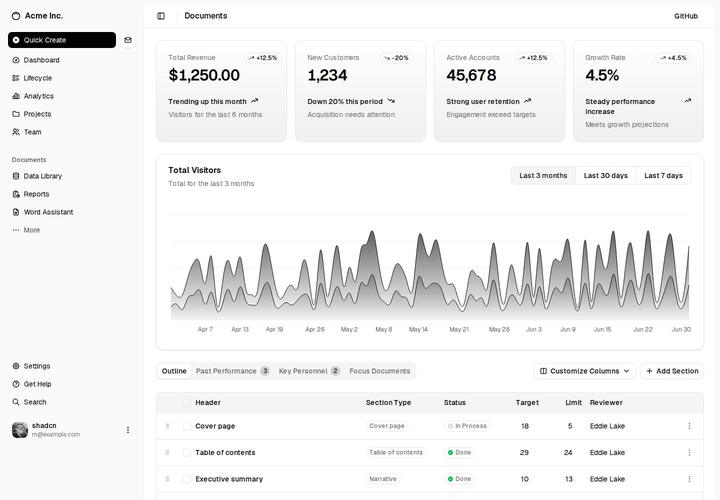 Acme Inc.
Quick Create
Dashboard
Lifecycle
Analytics
Projects
Team
Documents
Data Library
Reports
Word Assistant
More
Settings
Get Help
Search
shadcn
m@example.com
Documents
GitHub
Total Revenue
+12.5%
$1,250.00
Trending up this month
Visitors for the last 6 months
New Customers
-20%
1,234
Down 20% this period
Acquisition needs attention
Active Accounts
+12.5%
45,678
Strong user retention
Engagement exceed targets
Growth Rate
+4.5%
4.5%
Steady performance
increase
Meets growth projections
Total Visitors
Total for the last 3 months
Last 3 months Last 30 days Last 7 days
Apr 7 Apr 13 Apr 19 Apr 26 May 2 May 8 May 14 May 21 May 28 Jun 3 Jun 9 Jun 15 Jun 22 Jun 30
Outline Past Performance 3 Key Personnel 2 Focus Documents
Customize Columns
Add Section
Header Section Type Status Target Limit Reviewer
Cover page Cover page In Process 18 5 Eddie Lake
Table of contents Table of contents Done 29 24 Eddie Lake
Executive summary Narrative Done 10 13 Eddie Lake